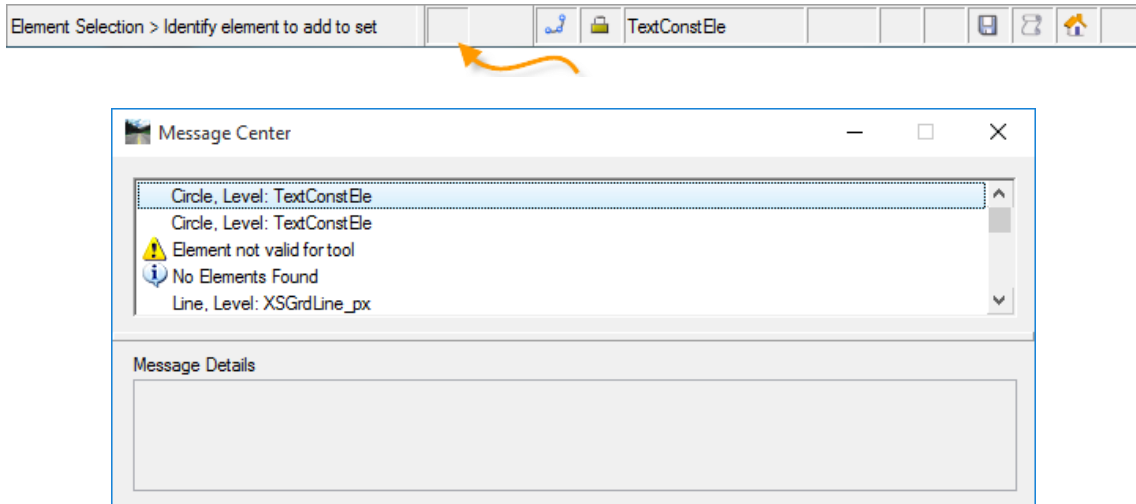 Element Selection > Identify element to add to set TextConstEle
Message Center
Circle, Level: TextConstEle
Circle, Level: TextConstEle
Element not valid for tool
No Elements Found
Line, Level: XSGrdLine_px
Message Details